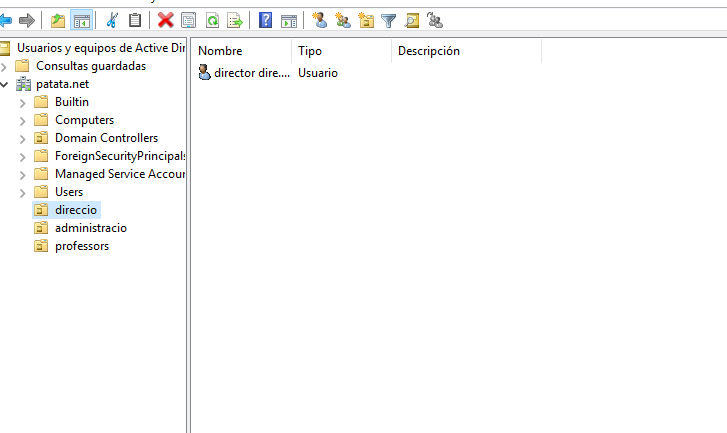 Usuarios y equipos de Active Dir
Nombre Tipo Descripción
Consultas guardadas
director dire.... Usuario
patata.net
Builtin
Computers
Domain Controllers
ForeignSecurityPrincipals
Managed Service Accour
Users
direccio
administracio
professors